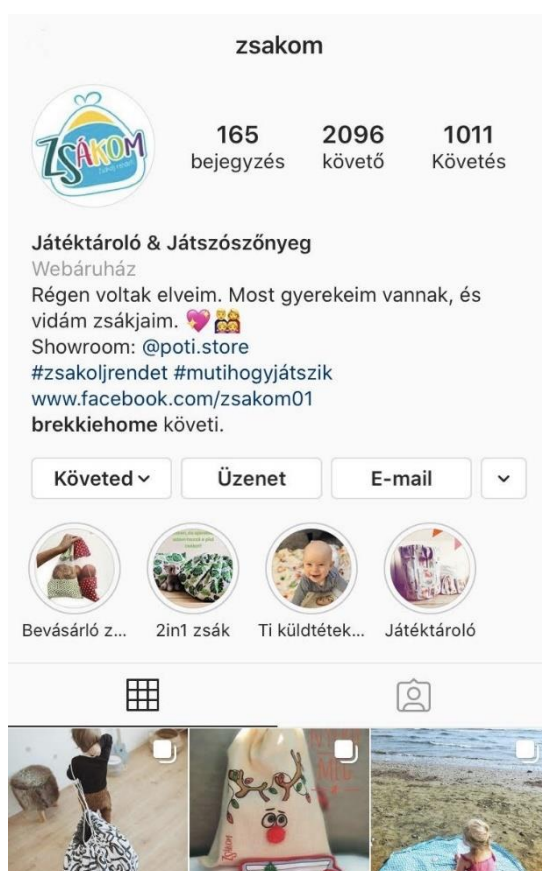 zsakom
ZSÁKOM
165 2096 1011
bejegyzés követő Követés
Játéktároló & Játszószőnyeg
Webáruház
Régen voltak elveim. Most gyerekeim vannak, és
vidám zsákjaim. 💖👨‍👩‍👧‍👦
Showroom: @poti.store
#zsakoljrendet #mutihogyjátszik
www.facebook.com/zsakom01
brekkiehome követi.
Követed Üzenet E-mail
Bevásárló z... 2in1 zsák Ti küldtétek... Játéktároló
MEG
Zsákom